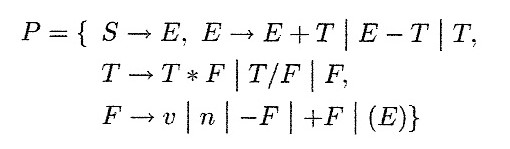 P = { S → E, E → E + T | E − T | T,
T → T * F | T/F | F,
F → v | n | −F | +F | (E)}